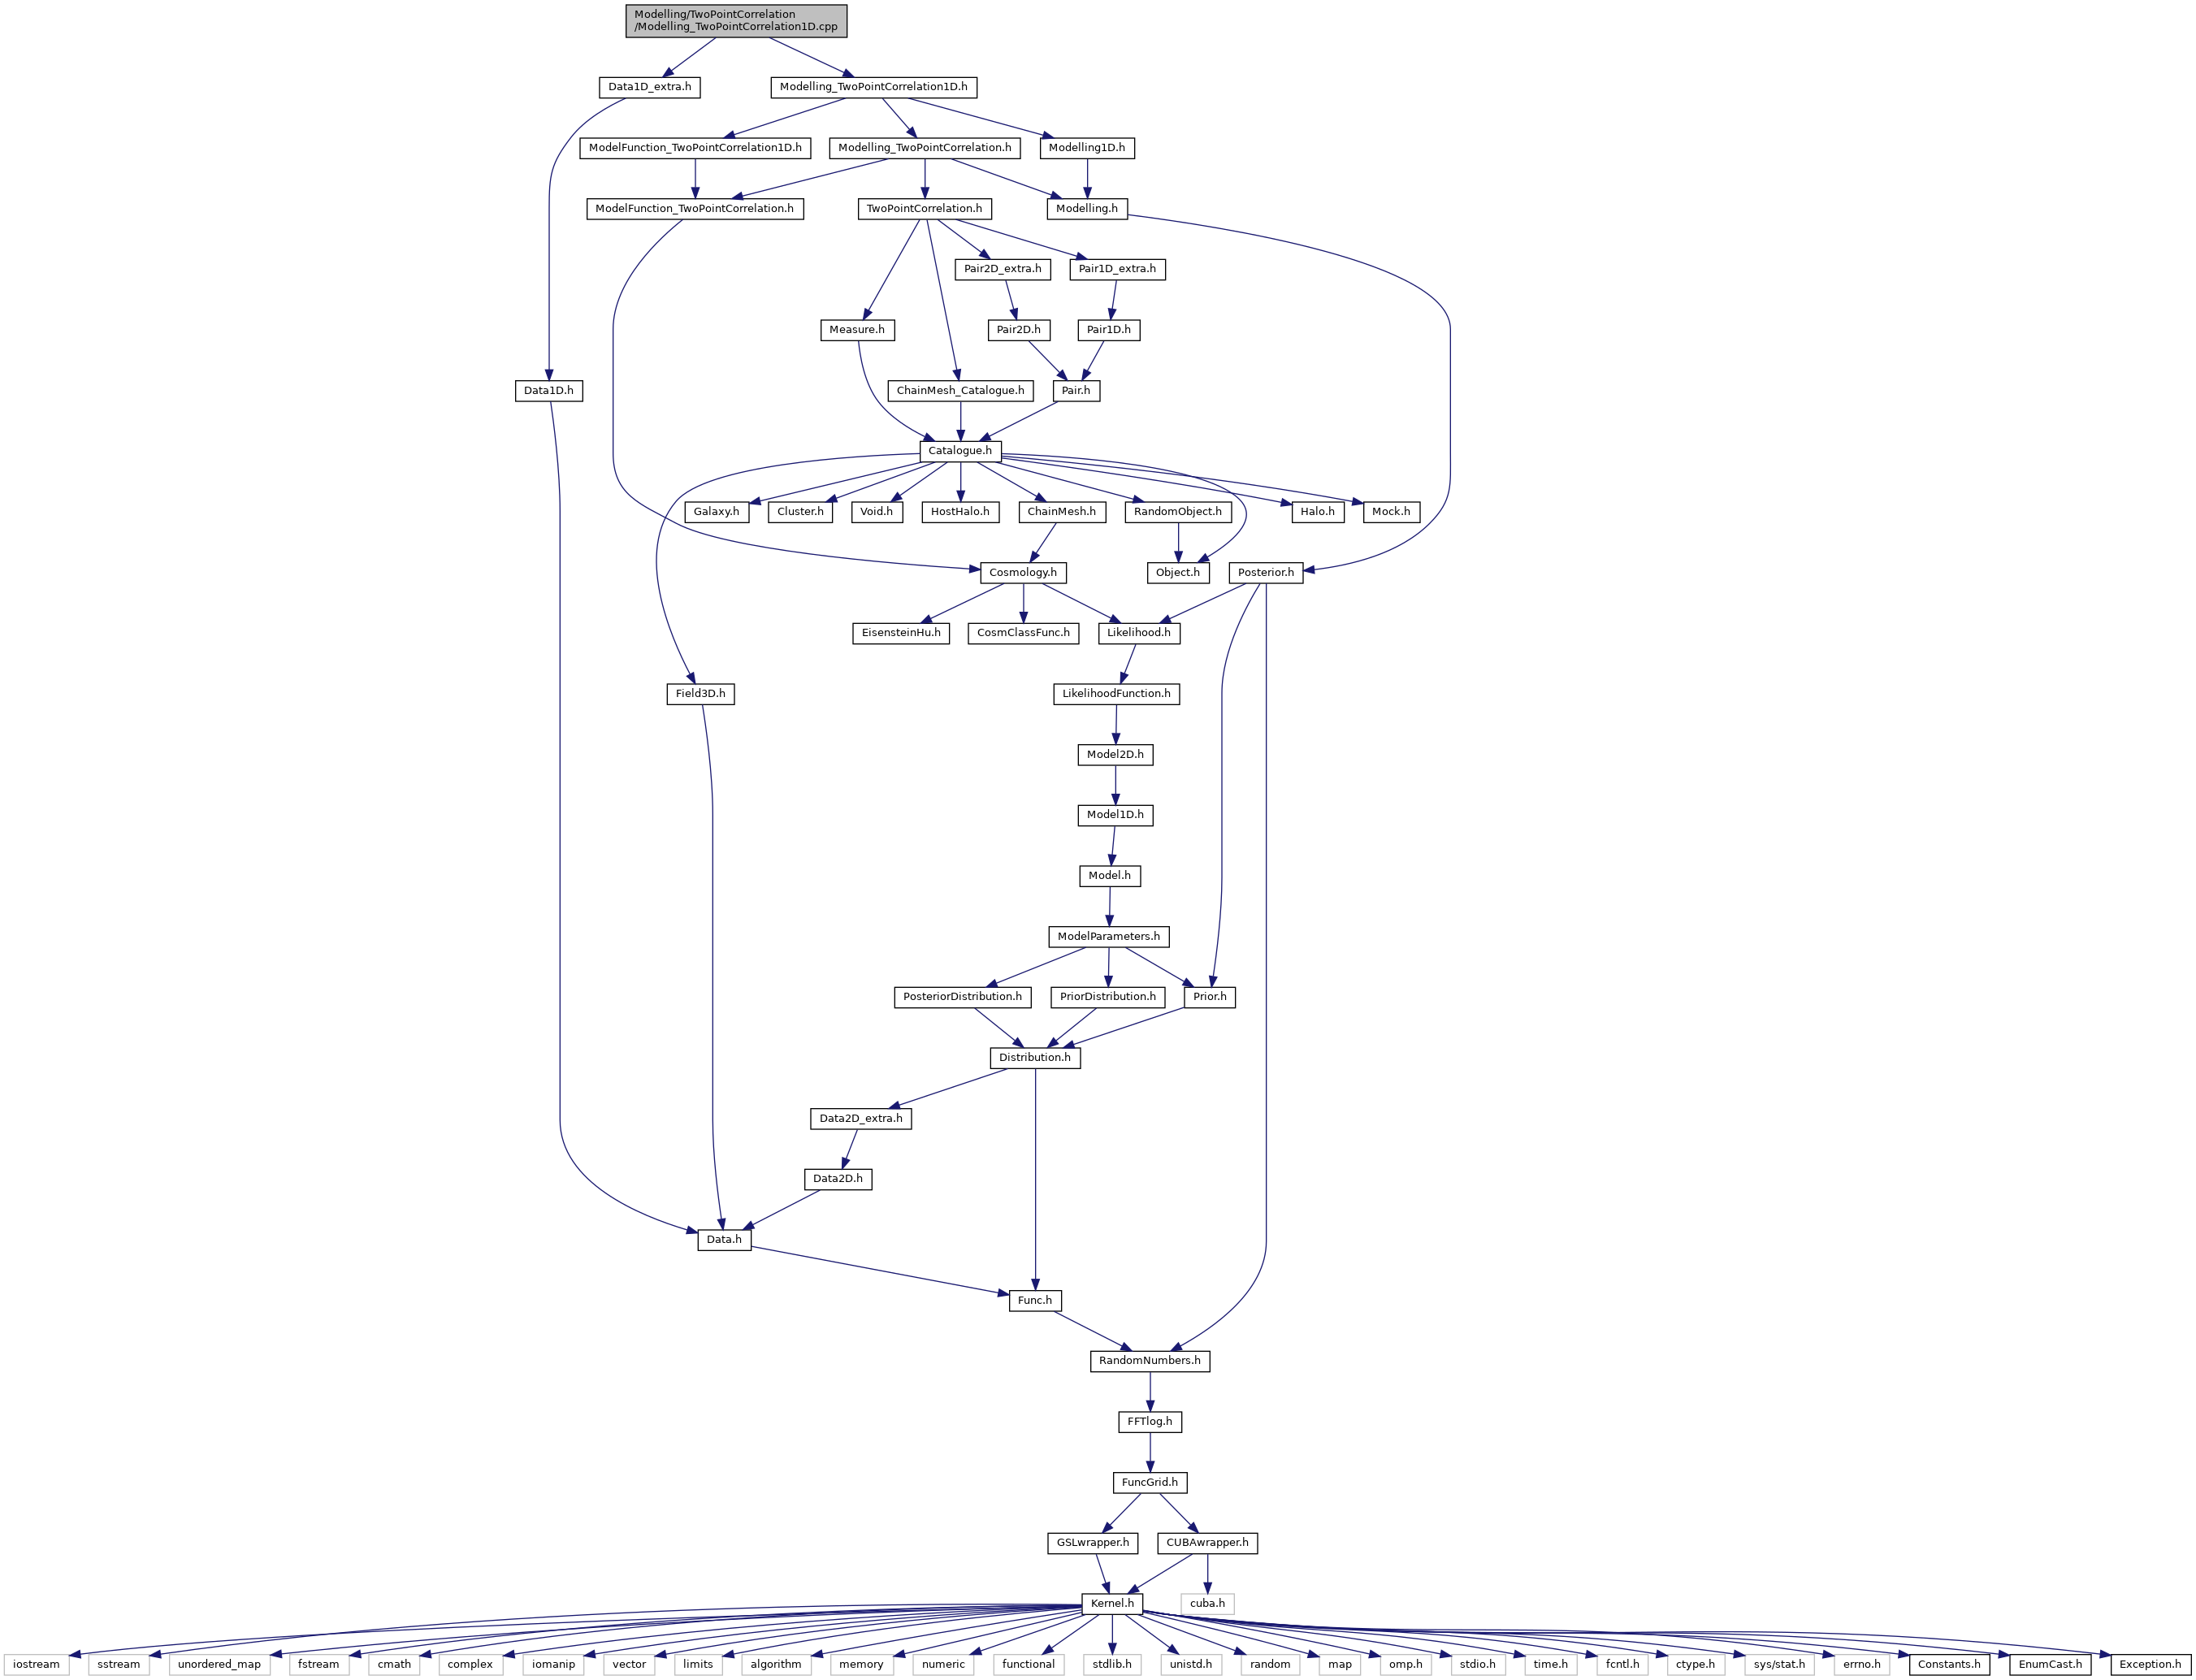 Modelling/TwoPointCorrelation
/Modelling_TwoPointCorrelation1D.cpp
Data1D_extra.h
Modelling_TwoPointCorrelation1D.h
ModelFunction_TwoPointCorrelation1D.h
Modelling_TwoPointCorrelation.h
Modelling1D.h
ModelFunction_TwoPointCorrelation.h
TwoPointCorrelation.h
Modelling.h
Pair2D_extra.h
Pair1D_extra.h
Measure.h
Pair2D.h
Pair1D.h
Data1D.h
ChainMesh_Catalogue.h
Pair.h
Catalogue.h
Galaxy.h
Cluster.h
Void.h
HostHalo.h
ChainMesh.h
RandomObject.h
Halo.h
Mock.h
Cosmology.h
Object.h
Posterior.h
EisensteinHu.h
CosmClassFunc.h
Likelihood.h
Field3D.h
LikelihoodFunction.h
Model2D.h
Model1D.h
Model.h
ModelParameters.h
PosteriorDistribution.h
PriorDistribution.h
Prior.h
Distribution.h
Data2D_extra.h
Data2D.h
Data.h
Func.h
RandomNumbers.h
FFTlog.h
FuncGrid.h
GSLwrapper.h
CUBAwrapper.h
Kernel.h
cuba.h
iostream
sstream
unordered_map
fstream
cmath
complex
iomanip
vector
limits
algorithm
memory
numeric
functional
stdlib.h
unistd.h
random
map
omp.h
stdio.h
time.h
fcntl.h
ctype.h
sys/stat.h
errno.h
Constants.h
EnumCast.h
Exception.h